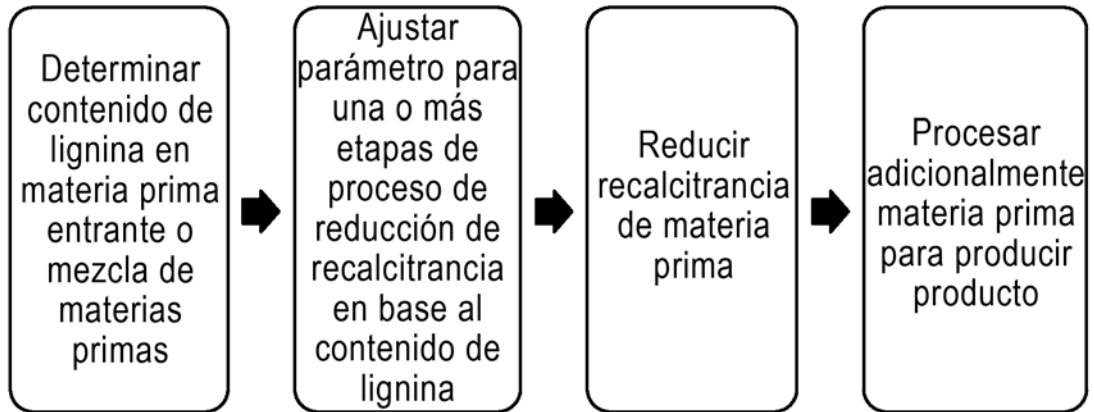 Determinar
contenido de
lignina en
materia prima
entrante o
mezcla de
materias
primas
Ajustar
parámetro para
una o más
etapas de
proceso de
reducción de
recalcitrancia
en base al
contenido de
lignina
Reducir
recalcitrancia
de materia
prima
Procesar
adicionalmente
materia prima
para producir
producto